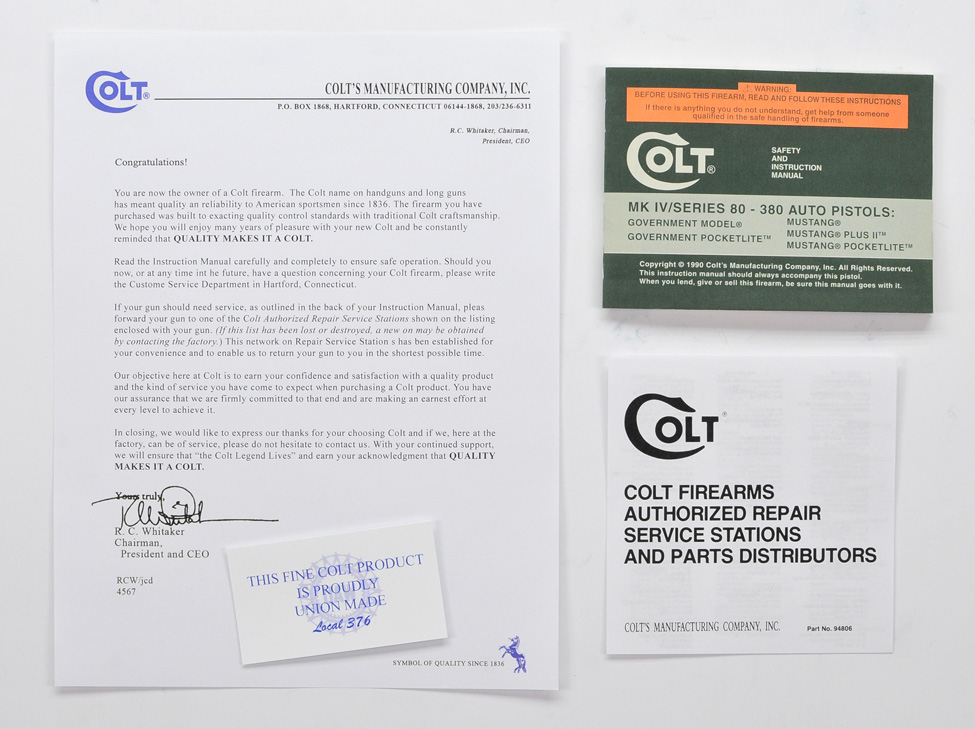 COLT®
COLT'S MANUFACTURING COMPANY, INC.
P.O. BOX 1868, HARTFORD, CONNECTICUT 06144-1868, 203/236-6311
R.C. Whitaker, Chairman,
President, CEO
Congratulations!
You are now the owner of a Colt firearm. The Colt name on handguns and long guns
has meant quality an reliability to American sportsmen since 1836. The firearm you have
purchased was built to exacting quality control standards with traditional Colt craftsmanship.
We hope you will enjoy many years of pleasure with your new Colt and be constantly
reminded that QUALITY MAKES IT A COLT.
Read the Instruction Manual carefully and completely to ensure safe operation. Should you
now, or at any time int he future, have a question concerning your Colt firearm, please write
the Custome Service Department in Hartford, Connecticut.
If your gun should need service, as outlined in the back of your Instruction Manual, pleas
forward your gun to one of the Colt Authorized Repair Service Stations shown on the listing
enclosed with your gun. (If this list has been lost or destroyed, a new on may be obtained
by contacting the factory.) This network on Repair Service Station s has ben established for
your convenience and to enable us to return your gun to you in the shortest possible time.
Our objective here at Colt is to earn your confidence and satisfaction with a quality product
and the kind of service you have come to expect when purchasing a Colt product. You have
our assurance that we are firmly committed to that end and are making an earnest effort at
every level to achieve it.
In closing, we would like to express our thanks for your choosing Colt and if we, here at the
factory, can be of service, please do not hesitate to contact us. With your continued support,
we will ensure that "the Colt Legend Lives" and earn your acknowledgment that QUALITY
MAKES IT A COLT.
Yours truly,
R. C. Whitaker
Chairman,
President and CEO
RCW/jcd
4567
THIS FINE COLT PRODUCT
IS PROUDLY
UNION MADE
Local 376
SYMBOL OF QUALITY SINCE 1836
! WARNING:
BEFORE USING THIS FIREARM, READ AND FOLLOW THESE INSTRUCTIONS
If there is anything you do not understand, get help from someone
qualified in the safe handling of firearms.
COLT®
SAFETY
AND
INSTRUCTION
MANUAL
MK IV/SERIES 80 - 380 AUTO PISTOLS:
GOVERNMENT MODEL®
GOVERNMENT POCKETLITE™
MUSTANG®
MUSTANG® PLUS II™
MUSTANG® POCKETLITE™
Copyright © 1990 Colt's Manufacturing Company, Inc. All Rights Reserved.
This instruction manual should always accompany this pistol.
When you lend, give or sell this firearm, be sure this manual goes with it.
COLT®
COLT FIREARMS
AUTHORIZED REPAIR
SERVICE STATIONS
AND PARTS DISTRIBUTORS
COLT'S MANUFACTURING COMPANY, INC.
Part No. 94806